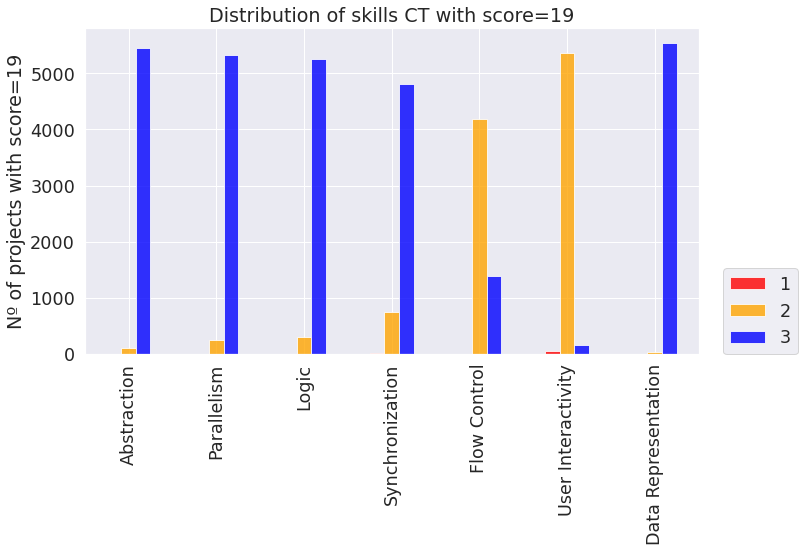 Distribution of skills CT with score=19
Nº of projects with score=19
5000
4000
3000
2000
1000
0
Abstraction
Parallelism
Logic
Synchronization
Flow Control
User Interactivity
Data Representation
1
2
3